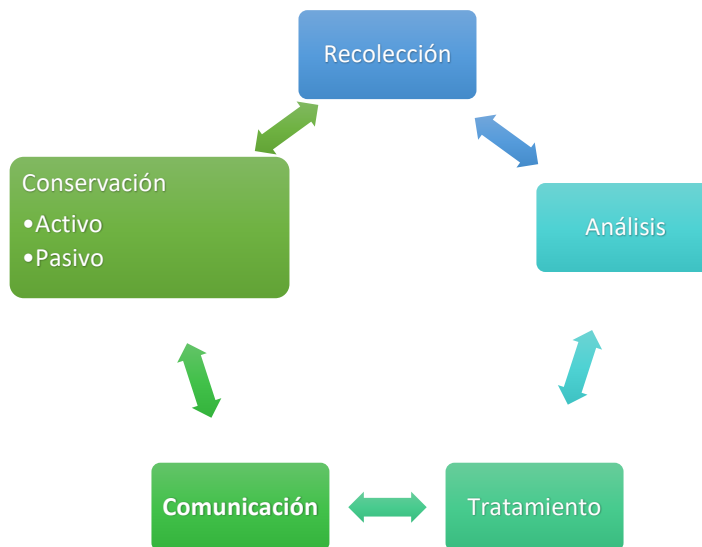 Recolección
Conservación
•Activo
•Pasivo
Análisis
Comunicación
Tratamiento